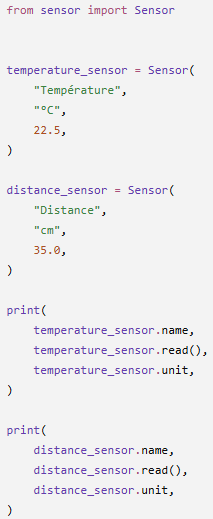 from sensor import Sensor
temperature_sensor = Sensor(
    "Température",
    "°C",
    22.5,
)
distance_sensor = Sensor(
    "Distance",
    "cm",
    35.0,
)
print(
    temperature_sensor.name,
    temperature_sensor.read(),
    temperature_sensor.unit,
)
print(
    distance_sensor.name,
    distance_sensor.read(),
    distance_sensor.unit,
)